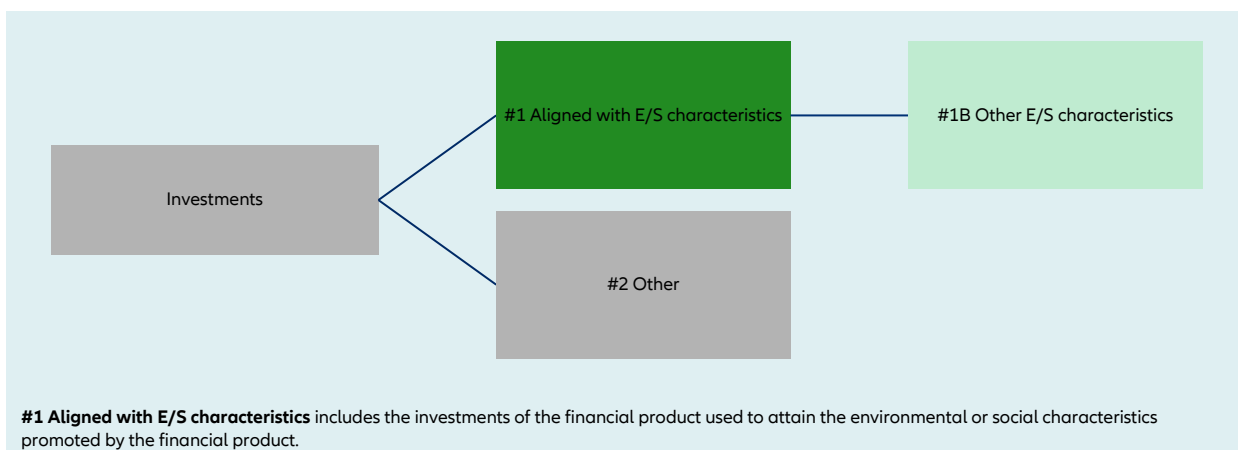 #1 Aligned with E/S characteristics
#1B Other E/S characteristics
Investments
#2 Other
#1 Aligned with E/S characteristics includes the investments of the financial product used to attain the environmental or social characteristics
promoted by the financial product.